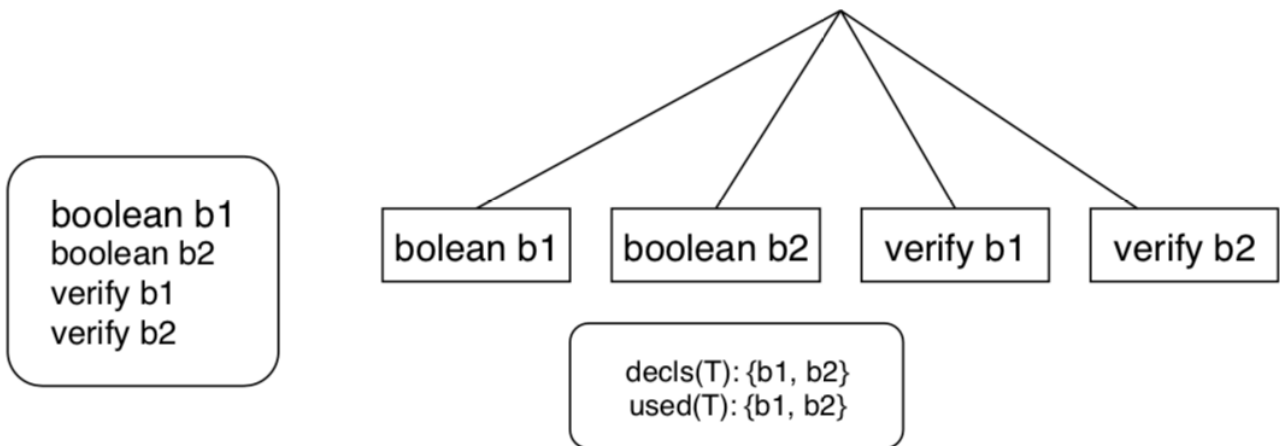 boolean b1
boolean b2
verify b1
verify b2
bolean b1
boolean b2
verify b1
verify b2
decls(T): {b1, b2}
used(T): {b1, b2}